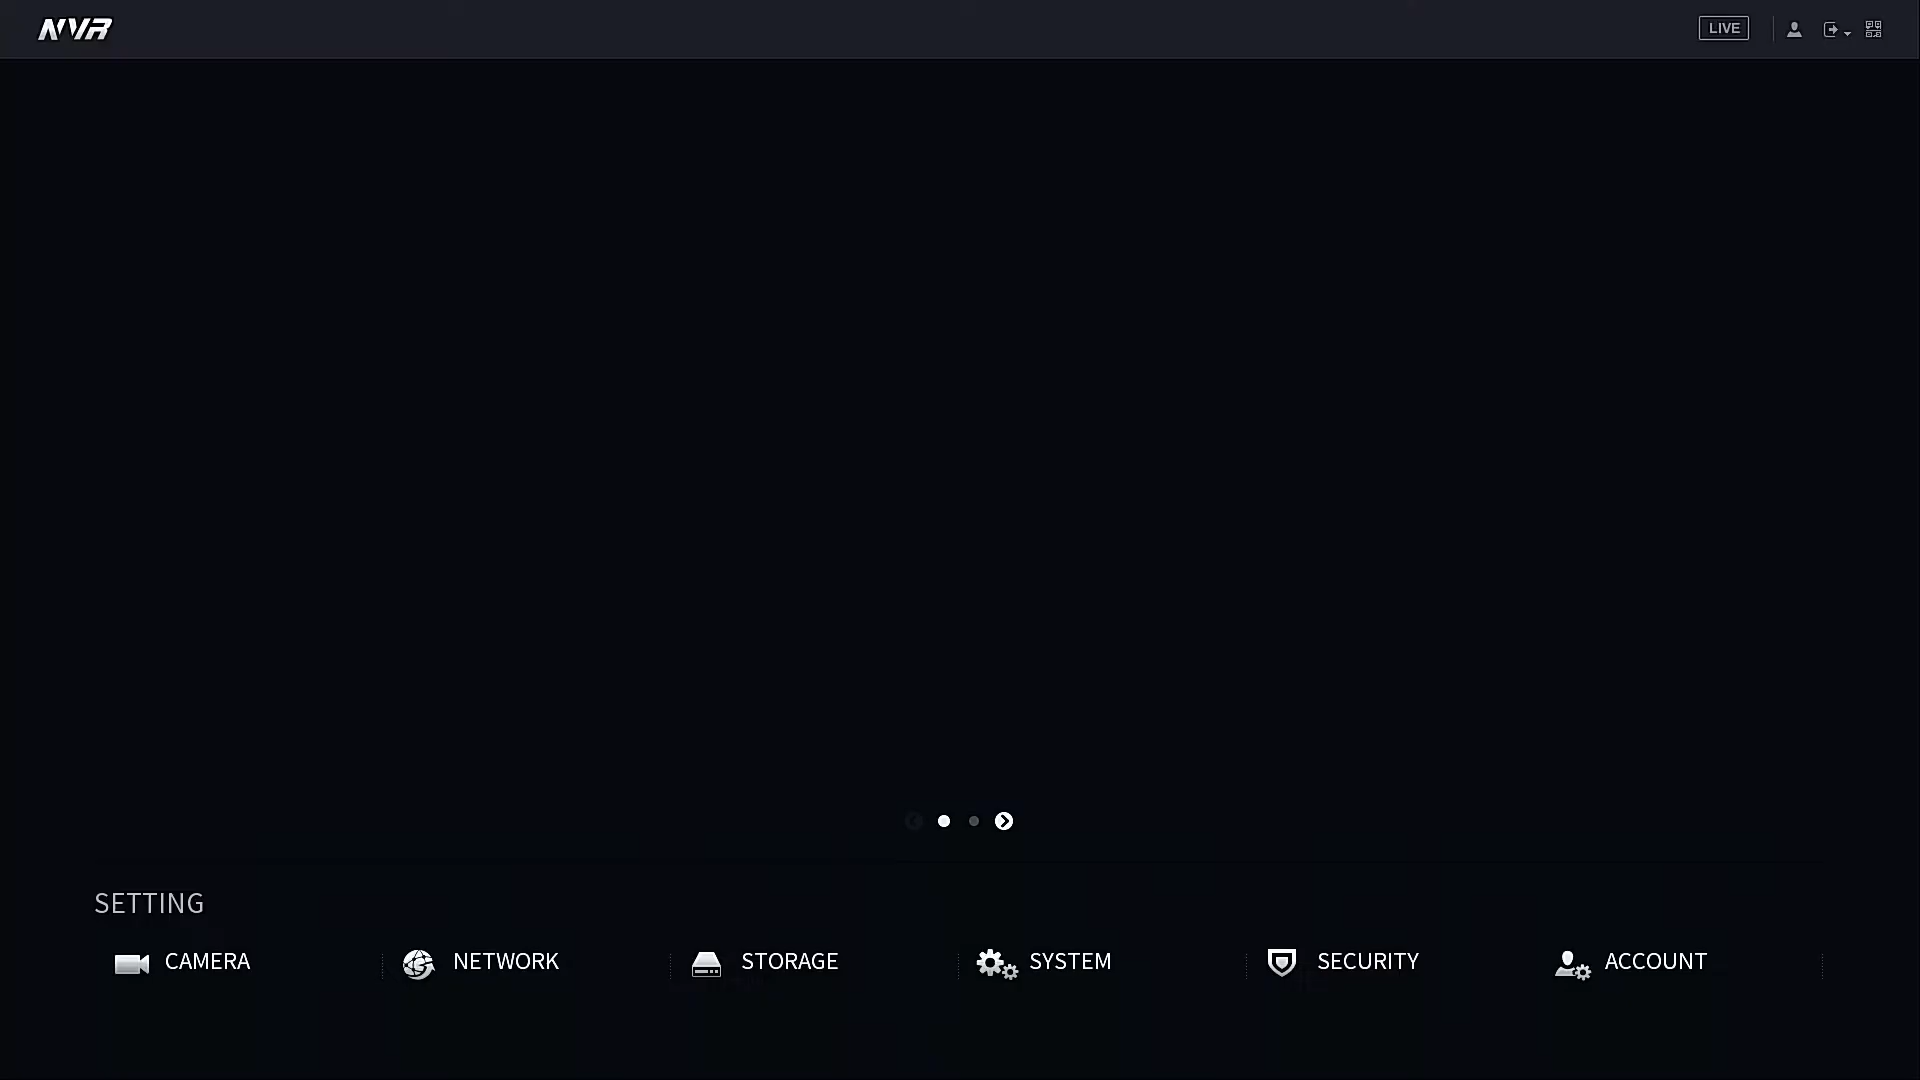 NVR
LIVE
SETTING
CAMERA
NETWORK
STORAGE
SYSTEM
SECURITY
ACCOUNT